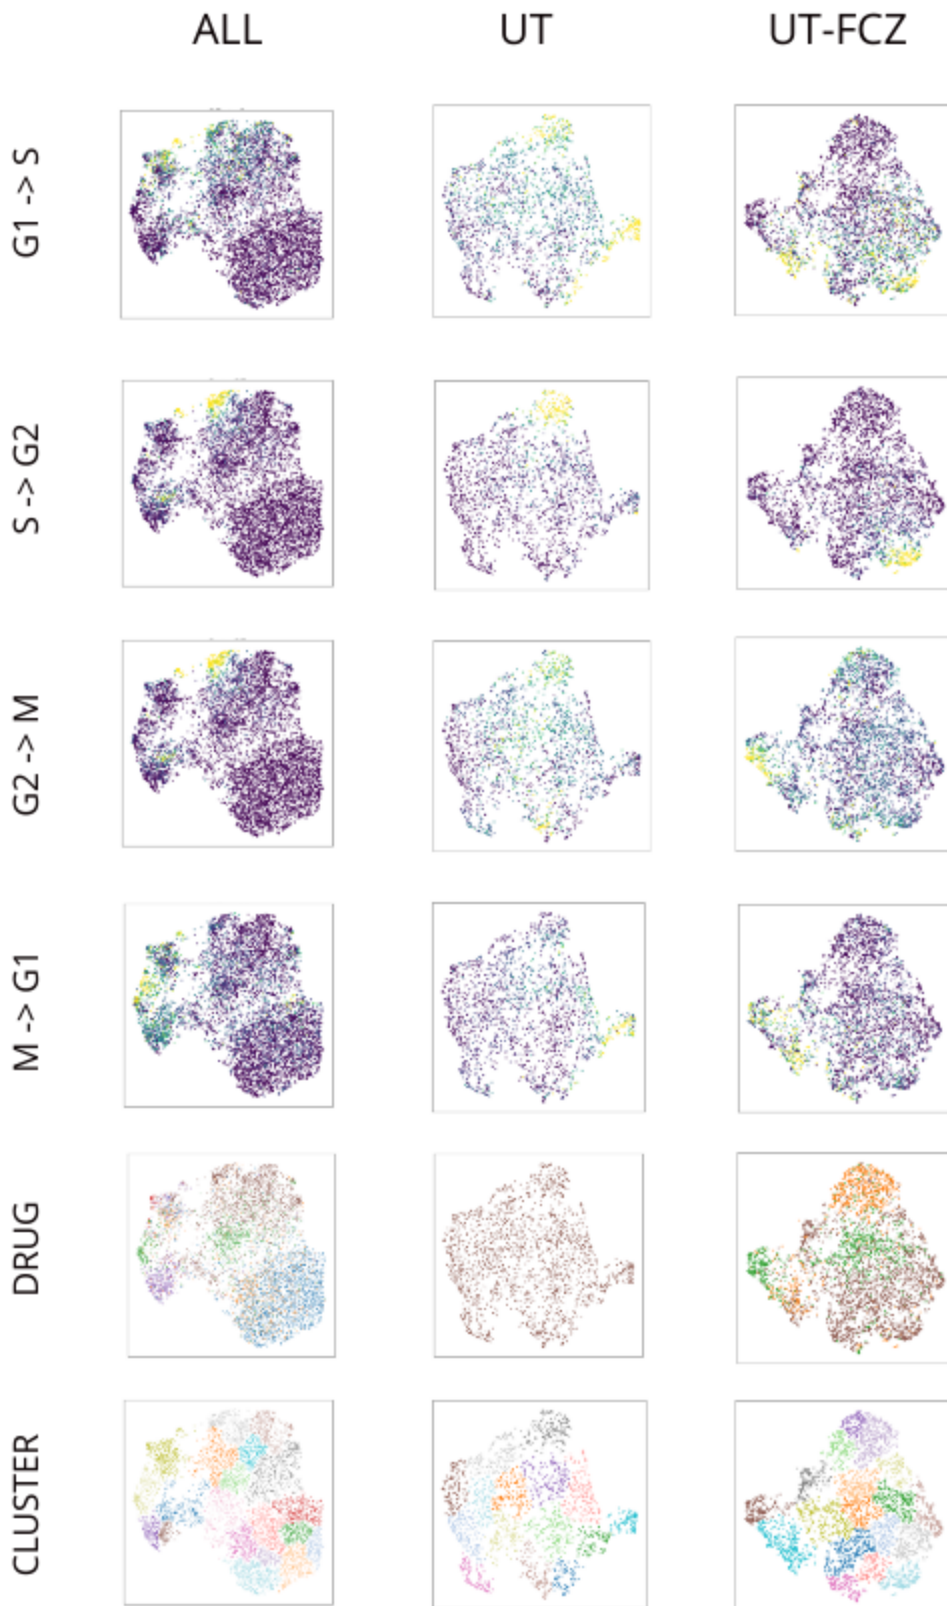 ALL UT UT-FCZ
G1 -> S
S -> G2
G2 -> M
M -> G1
DRUG
CLUSTER